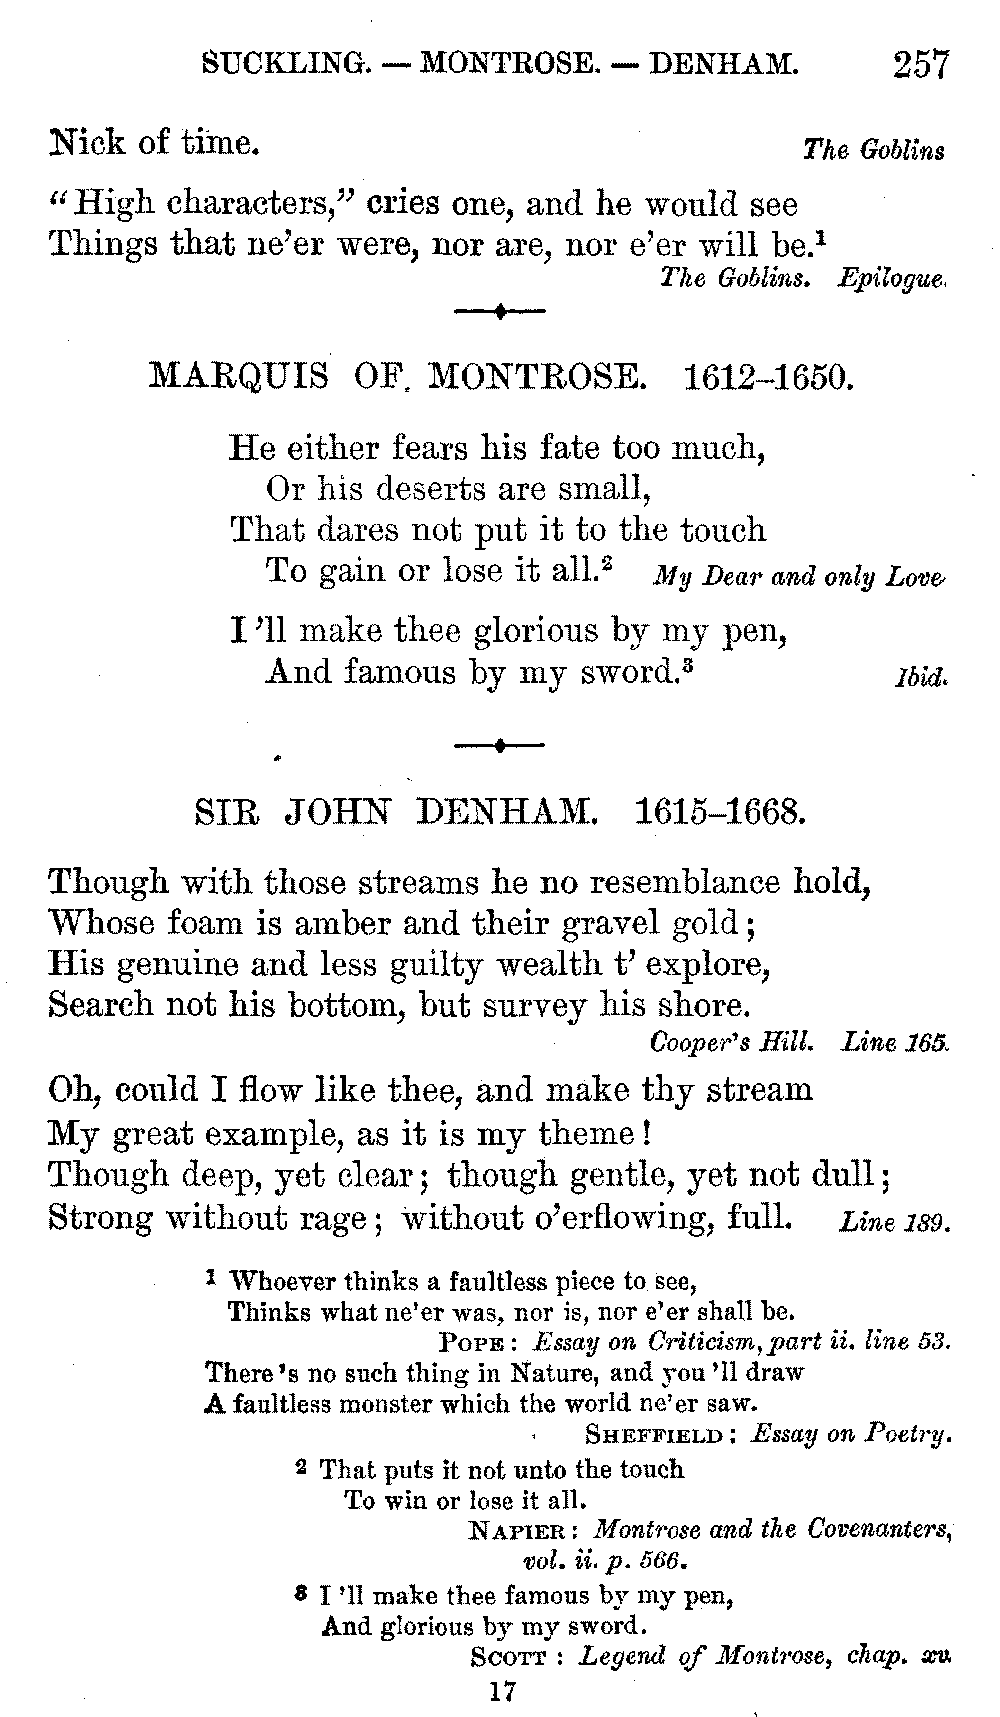 SUCKLING. — MONTROSE. — DENHAM. 257
Nick of time. The Goblins
"High characters," cries one, and he would see
Things that ne'er were, nor are, nor e'er will be.¹
The Goblins. Epilogue.
MARQUIS OF MONTROSE. 1612–1650.
He either fears his fate too much,
Or his deserts are small,
That dares not put it to the touch
To gain or lose it all.² My Dear and only Love
I 'll make thee glorious by my pen,
And famous by my sword.³ Ibid.
SIR JOHN DENHAM. 1615–1668.
Though with those streams he no resemblance hold,
Whose foam is amber and their gravel gold;
His genuine and less guilty wealth t' explore,
Search not his bottom, but survey his shore.
Cooper's Hill. Line 165.
Oh, could I flow like thee, and make thy stream
My great example, as it is my theme!
Though deep, yet clear; though gentle, yet not dull;
Strong without rage; without o'erflowing, full. Line 189.
¹ Whoever thinks a faultless piece to see,
Thinks what ne'er was, nor is, nor e'er shall be.
POPE: Essay on Criticism, part ii. line 53.
There 's no such thing in Nature, and you 'll draw
A faultless monster which the world ne'er saw.
SHEFFIELD: Essay on Poetry.
² That puts it not unto the touch
To win or lose it all.
NAPIER: Montrose and the Covenanters,
vol. ii. p. 566.
³ I 'll make thee famous by my pen,
And glorious by my sword.
SCOTT: Legend of Montrose, chap. xv.
17